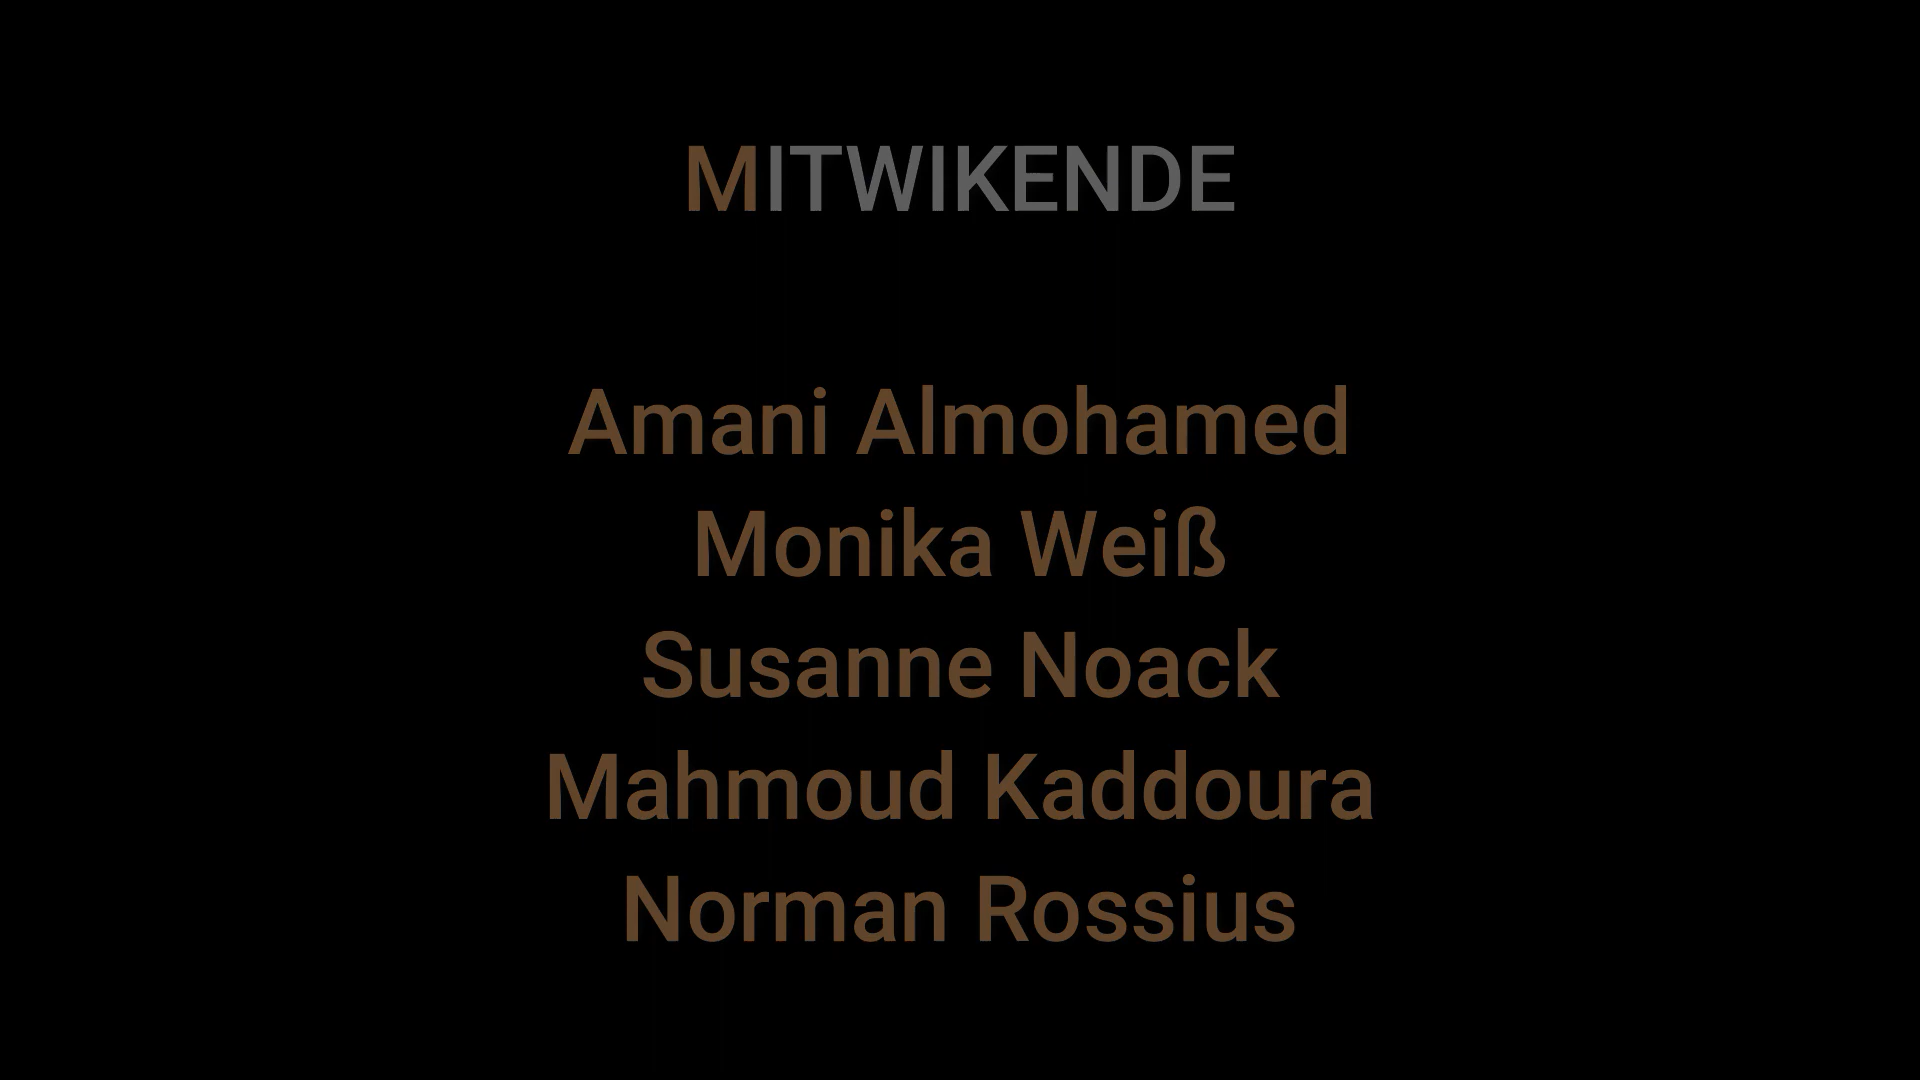 MITWIKENDE
Amani Almohamed
Monika Weiß
Susanne Noack
Mahmoud Kaddoura
Norman Rossius